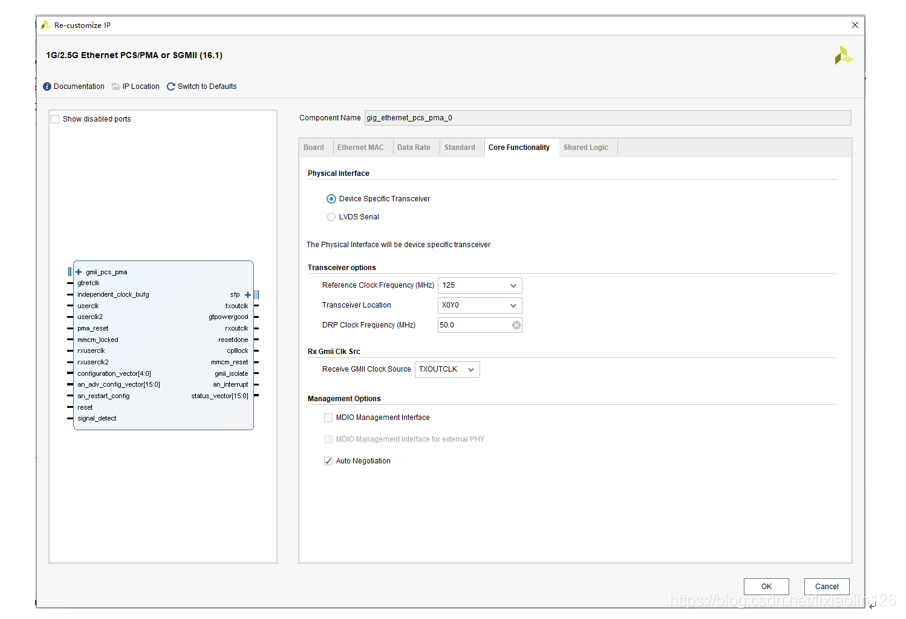 Re-customize IP
1G/2.5G Ethernet PCS/PMA or SGMII (16.1)
Documentation IP Location Switch to Defaults
Show disabled ports
gmii_pcs_pma
gtrefclk
independent_clock_bufg
userclk
userclk2
pma_reset
mmcm_locked
rxuserclk
rxuserclk2
configuration_vector[4:0]
an_adv_config_vector[15:0]
an_restart_config
reset
signal_detect
sfp
txoutclk
gtpowergood
rxoutclk
resetdone
cplllock
mmcm_reset
gmii_isolate
an_interrupt
status_vector[15:0]
Component Name gig_ethernet_pcs_pma_0
Board Ethernet MAC Data Rate Standard Core Functionality Shared Logic
Physical Interface
Device Specific Transceiver
LVDS Serial
The Physical Interface will be device specific transceiver
Transceiver options
Reference Clock Frequency (MHz) 125
Transceiver Location X0Y0
DRP Clock Frequency (MHz) 50.0
Rx Gmii Clk Src
Receive GMII Clock Source TXOUTCLK
Management Options
MDIO Management Interface
MDIO Management Interface for external PHY
Auto Negotiation
OK Cancel
https://blog.csdn.net/lixiaolin126